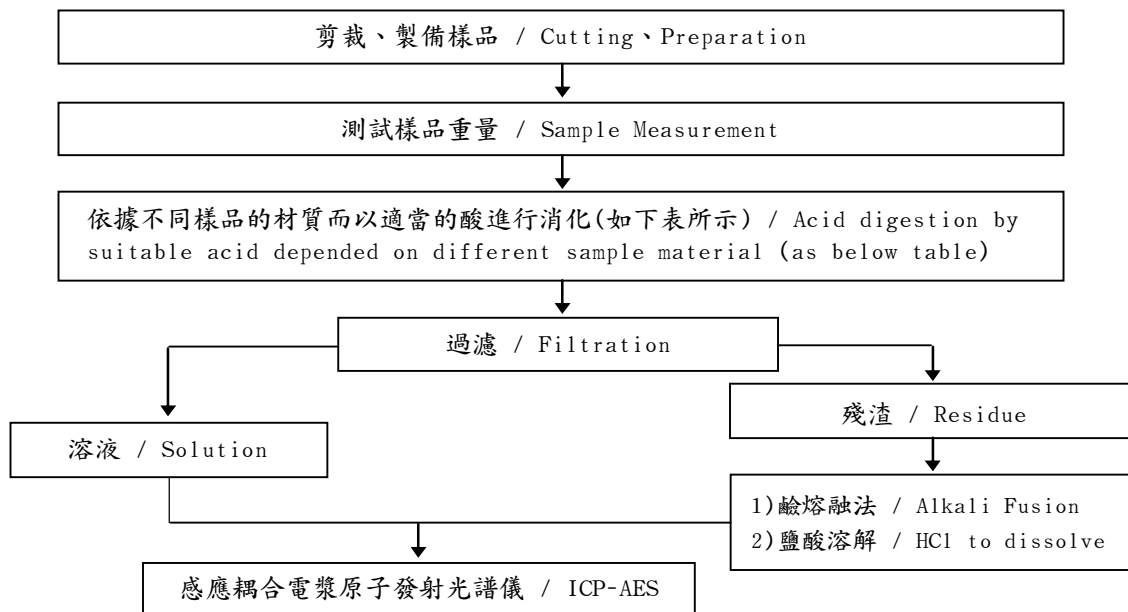 剪裁、製備樣品 / Cutting、Preparation
測試樣品重量 / Sample Measurement
依據不同樣品的材質而以適當的酸進行消化(如下表所示) / Acid digestion by
suitable acid depended on different sample material (as below table)
過濾 / Filtration
溶液 / Solution
殘渣 / Residue
1)鹼熔融法 / Alkali Fusion
2)鹽酸溶解 / HCl to dissolve
感應耦合電漿原子發射光譜儀 / ICP-AES